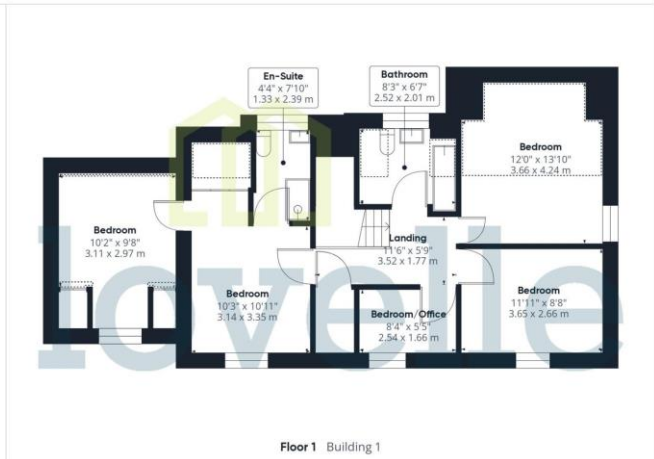 En-Suite
4'4" x 7'10"
1.33 x 2.39 m
Bathroom
8'3" x 6'7"
2.52 x 2.01 m
Bedroom
12'0" x 13'10"
3.66 x 4.24 m
Bedroom
10'2" x 9'8"
3.11 x 2.97 m
Landing
11'6" x 5'9"
3.52 x 1.77 m
Bedroom
10'3" x 10'11"
3.14 x 3.35 m
Bedroom/Office
8'4" x 5'5"
2.54 x 1.66 m
Bedroom
11'11" x 8'8"
3.65 x 2.66 m
lovelle
Floor 1 Building 1